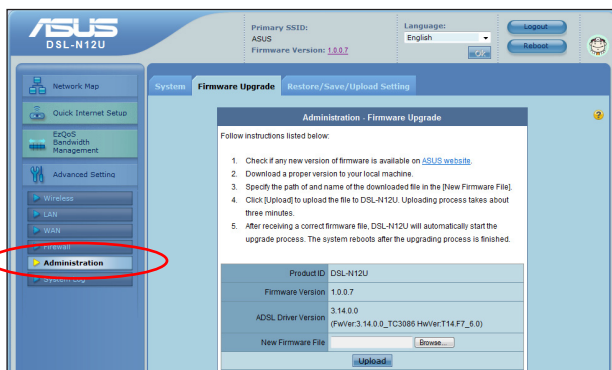 ASUS
DSL-N12U
Primary SSID:
ASUS
Firmware Version: 1.0.0.7
Language:
English
Logout
Reboot
Network Map
Quick Internet Setup
EzQoS
Bandwidth
Management
Advanced Setting
Wireless
LAN
WAN
Firewall
Administration
System Log
System
Firmware Upgrade
Restore/Save/Upload Setting
Administration - Firmware Upgrade
Follow instructions listed below:
1. Check if any new version of firmware is available on ASUS website.
2. Download a proper version to your local machine.
3. Specify the path of and name of the downloaded file in the [New Firmware File].
4. Click [Upload] to upload the file to DSL-N12U. Uploading process takes about
three minutes.
5. After receiving a correct firmware file, DSL-N12U will automatically start the
upgrade process. The system reboots after the upgrading process is finished.
Product ID DSL-N12U
Firmware Version 1.0.0.7
ADSL Driver Version 3.14.0.0
(FwVer:3.14.0.0_TC3086 HwVer:T14.F7_6.0)
New Firmware File Browse...
Upload